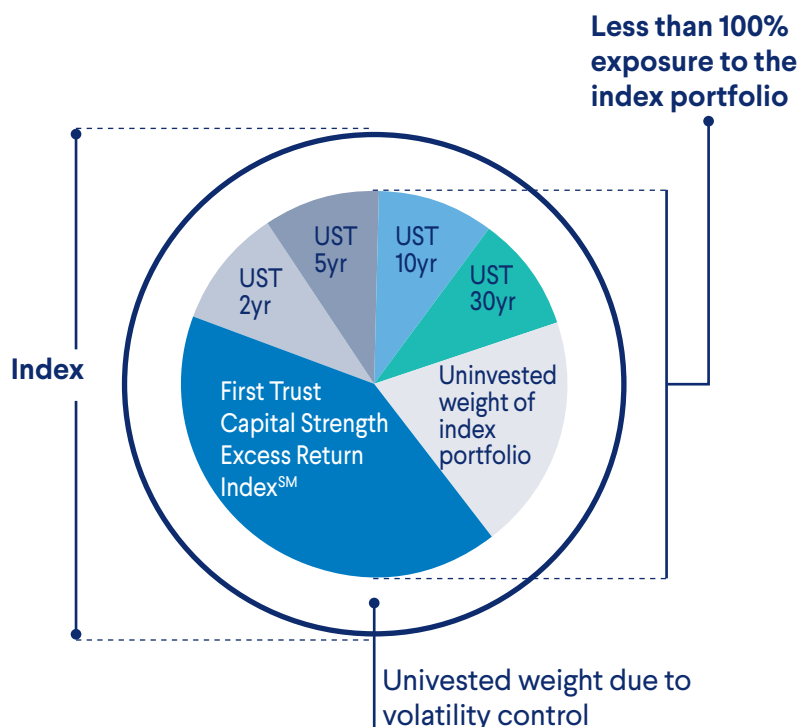 Less than 100%
exposure to the
index portfolio
UST
5yr
UST
10yr
UST
2yr
UST
30yr
Index
First Trust
Capital Strength
Excess Return
Index℠
Uninvested
weight of
index
portfolio
Univested weight due to
volatility control